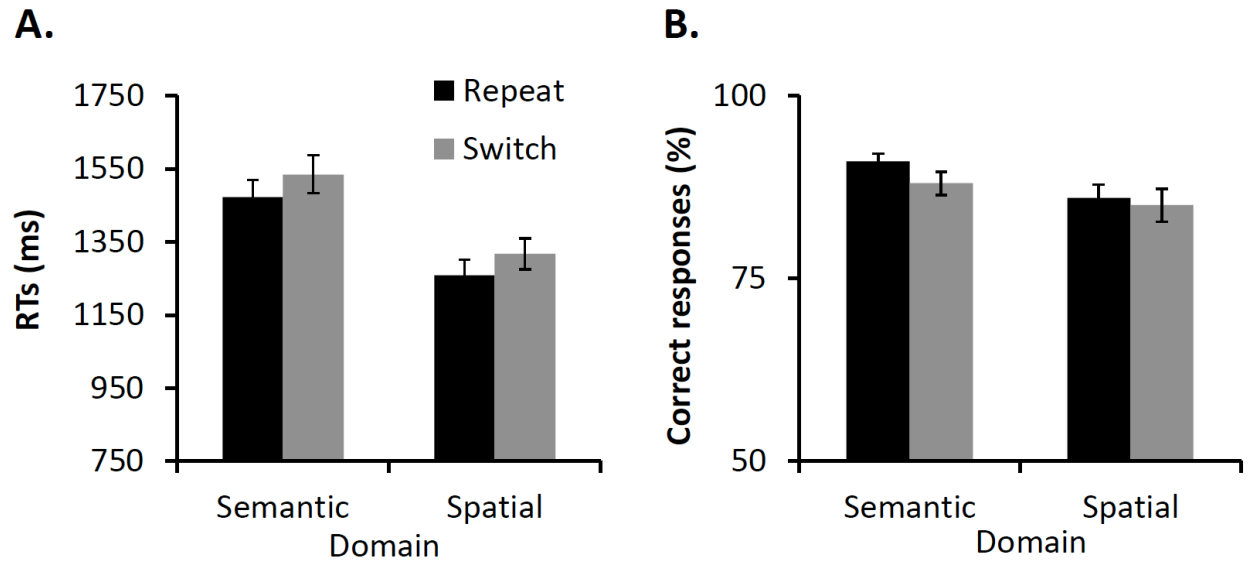 A.
RTs (ms)
1750
1550
1350
1150
950
750
Repeat
Switch
Semantic
Spatial
Domain
B.
Correct responses (%)
100
75
50
Semantic
Spatial
Domain